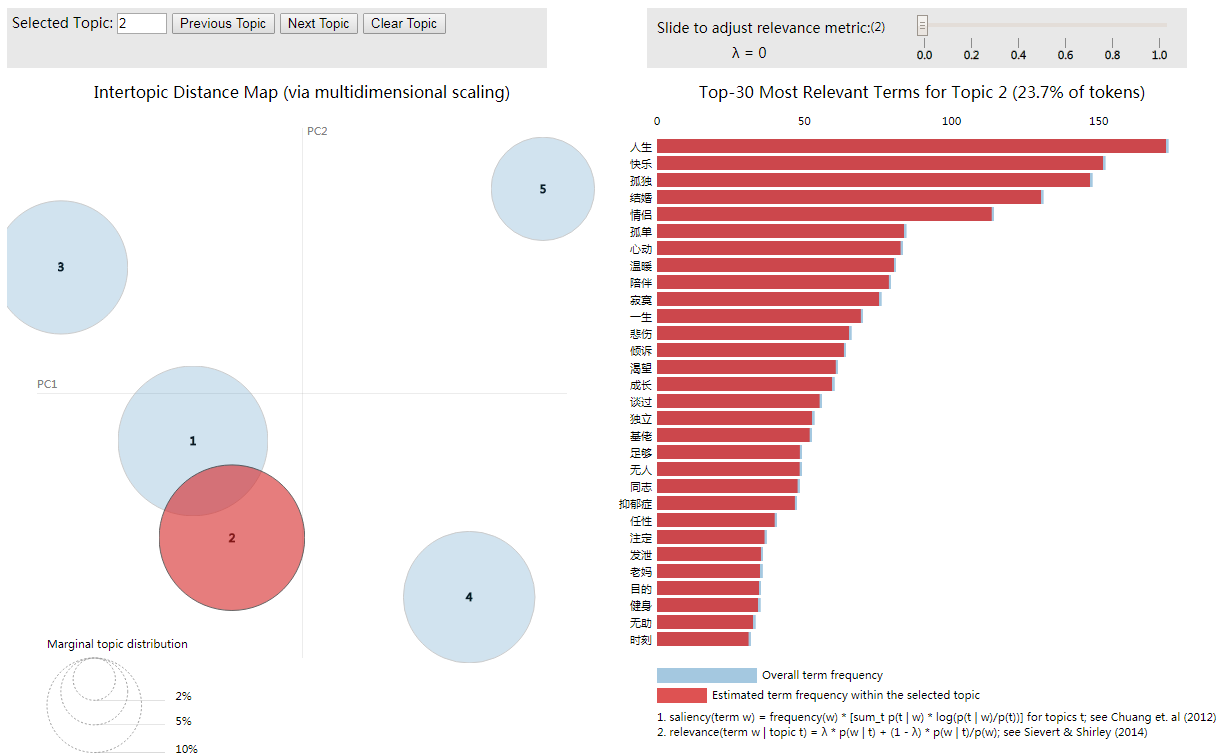 Selected Topic: 2 Previous Topic Next Topic Clear Topic
Slide to adjust relevance metric:(2)
λ = 0
0.0 0.2 0.4 0.6 0.8 1.0
Intertopic Distance Map (via multidimensional scaling)
PC2
PC1
5
3
1
2
4
Marginal topic distribution
2%
5%
10%
Top-30 Most Relevant Terms for Topic 2 (23.7% of tokens)
0 50 100 150
人生
快乐
孤独
结婚
情侣
孤单
心动
温暖
陪伴
寂寞
一生
悲伤
倾诉
渴望
成长
谈过
独立
基佬
足够
无人
同志
抑郁症
任性
注定
发泄
老妈
目的
健身
无助
时刻
Overall term frequency
Estimated term frequency within the selected topic
1. saliency(term w) = frequency(w) * [sum_t p(t | w) * log(p(t | w)/p(t))] for topics t; see Chuang et. al (2012)
2. relevance(term w | topic t) = λ * p(w | t) + (1 - λ) * p(w | t)/p(w); see Sievert & Shirley (2014)